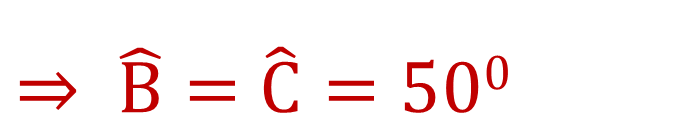 ⇒ B̂ = Ĉ = 50⁰